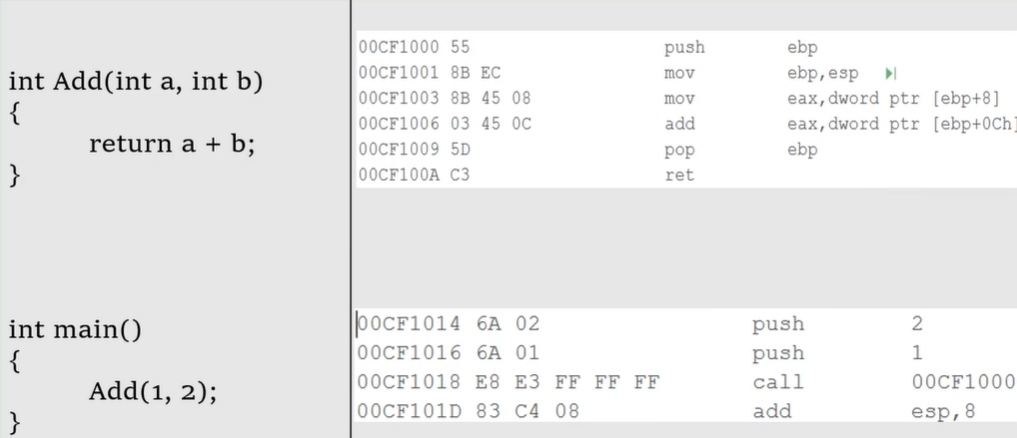 int Add(int a, int b)
{
return a + b;
}
int main()
{
Add(1, 2);
}
00CF1000 55 push ebp
00CF1001 8B EC mov ebp,esp
00CF1003 8B 45 08 mov eax,dword ptr [ebp+8]
00CF1006 03 45 0C add eax,dword ptr [ebp+0Ch]
00CF1009 5D pop ebp
00CF100A C3 ret
00CF1014 6A 02 push 2
00CF1016 6A 01 push 1
00CF1018 E8 E3 FF FF FF call 00CF1000
00CF101D 83 C4 08 add esp,8